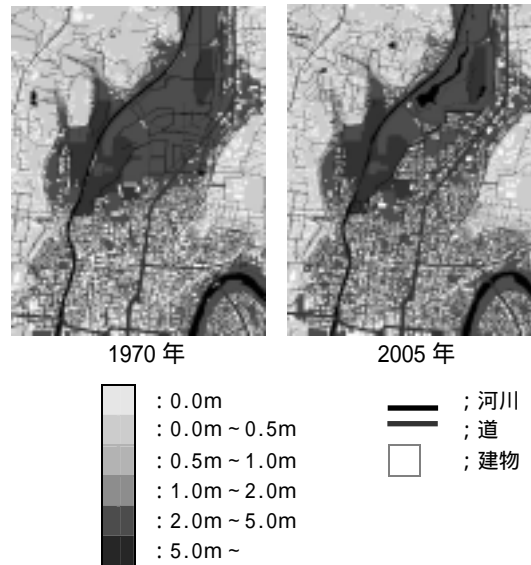 1970 年
2005 年
: 0.0m
: 0.0m ~ 0.5m
: 0.5m ~ 1.0m
: 1.0m ~ 2.0m
: 2.0m ~ 5.0m
: 5.0m ~
; 河川
; 道
; 建物